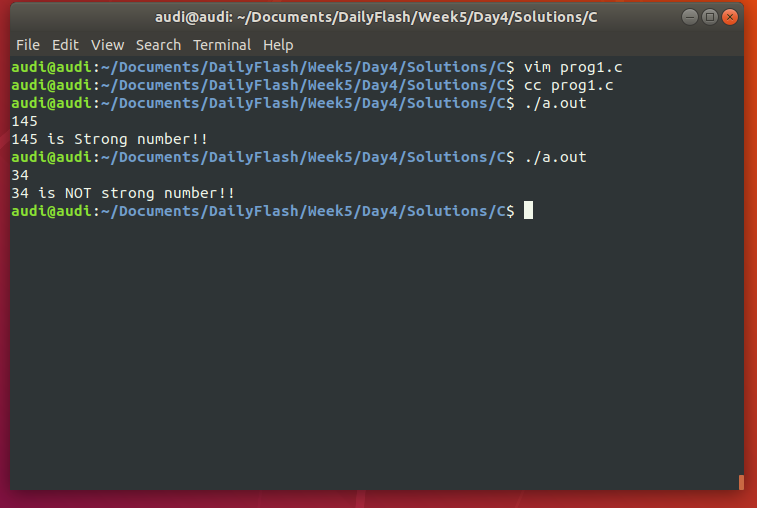 audi@audi: ~/Documents/DailyFlash/Week5/Day4/Solutions/C
File Edit View Search Terminal Help
audi@audi:~/Documents/DailyFlash/Week5/Day4/Solutions/C$ vim prog1.c
audi@audi:~/Documents/DailyFlash/Week5/Day4/Solutions/C$ cc prog1.c
audi@audi:~/Documents/DailyFlash/Week5/Day4/Solutions/C$ ./a.out
145
145 is Strong number!!
audi@audi:~/Documents/DailyFlash/Week5/Day4/Solutions/C$ ./a.out
34
34 is NOT strong number!!
audi@audi:~/Documents/DailyFlash/Week5/Day4/Solutions/C$